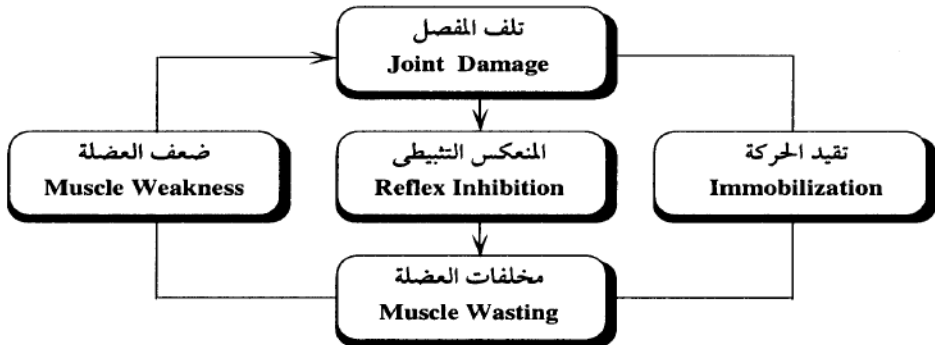 تلف المفصل
Joint Damage
ضعف العضلة
Muscle Weakness
المنعكس التثبيطى
Reflex Inhibition
تقيد الحركة
Immobilization
مخلفات العضلة
Muscle Wasting